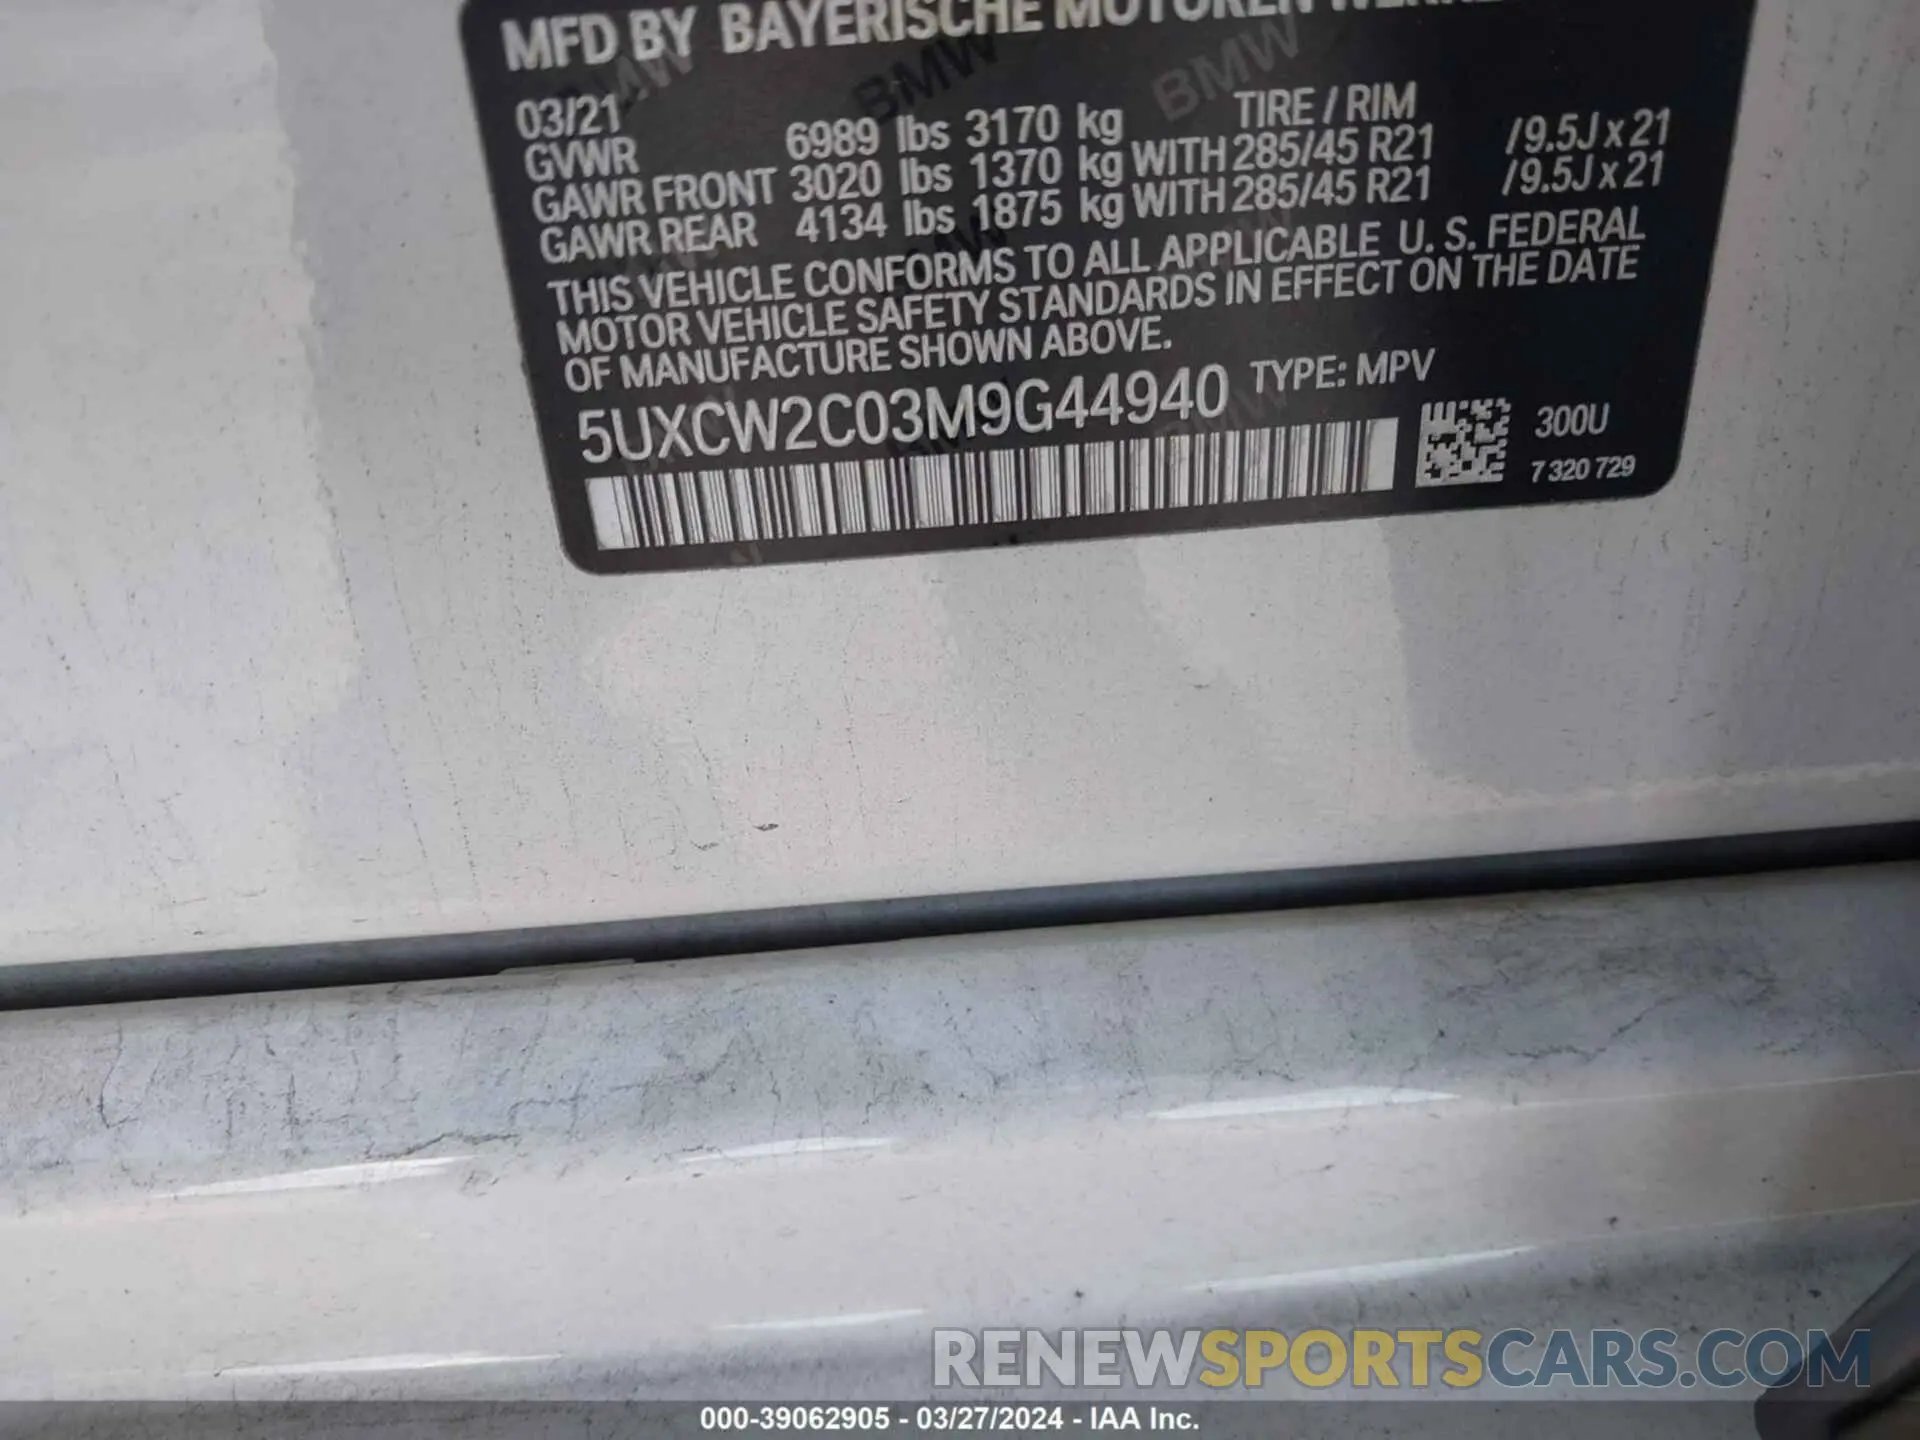 MFD BY BAYERISCHE MOTOREN
03/21 TIRE / RIM
GVWR 6989 lbs 3170 kg
GAWR FRONT 3020 lbs 1370 kg WITH 285/45 R21 /9.5J x 21
GAWR REAR 4134 lbs 1875 kg WITH 285/45 R21 /9.5J x 21
THIS VEHICLE CONFORMS TO ALL APPLICABLE U. S. FEDERAL
MOTOR VEHICLE SAFETY STANDARDS IN EFFECT ON THE DATE
OF MANUFACTURE SHOWN ABOVE.
5UXCW2C03M9G44940 TYPE: MPV
300U
7 320 729
BMW
BMW
BMW
RENEWSPORTSCARS.COM
000-39062905 - 03/27/2024 - IAA Inc.